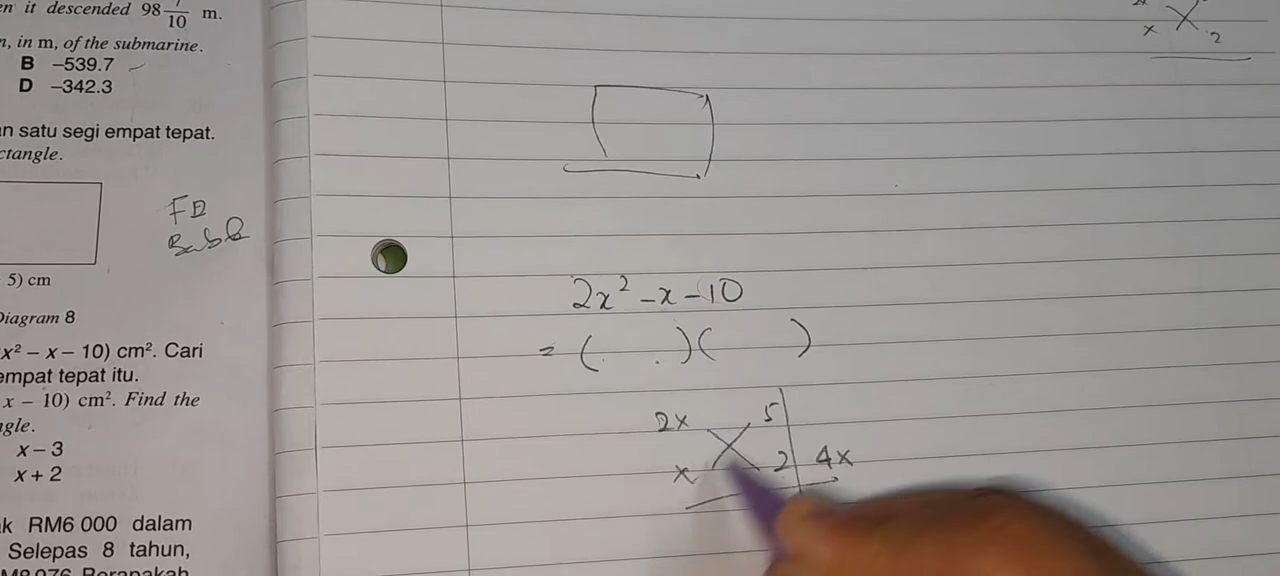 en it descended 98 7/10 m.
n, in m, of the submarine.
B –539.7
D –342.3
n satu segi empat tepat.
ctangle.
5) cm
Diagram 8
x² – x – 10) cm². Cari
empat tepat itu.
x – 10) cm². Find the
ngle.
x – 3
x + 2
k RM6 000 dalam
Selepas 8 tahun,
x
2
2x² – x – 10
= ( )( )
2x 5
x 2 4x